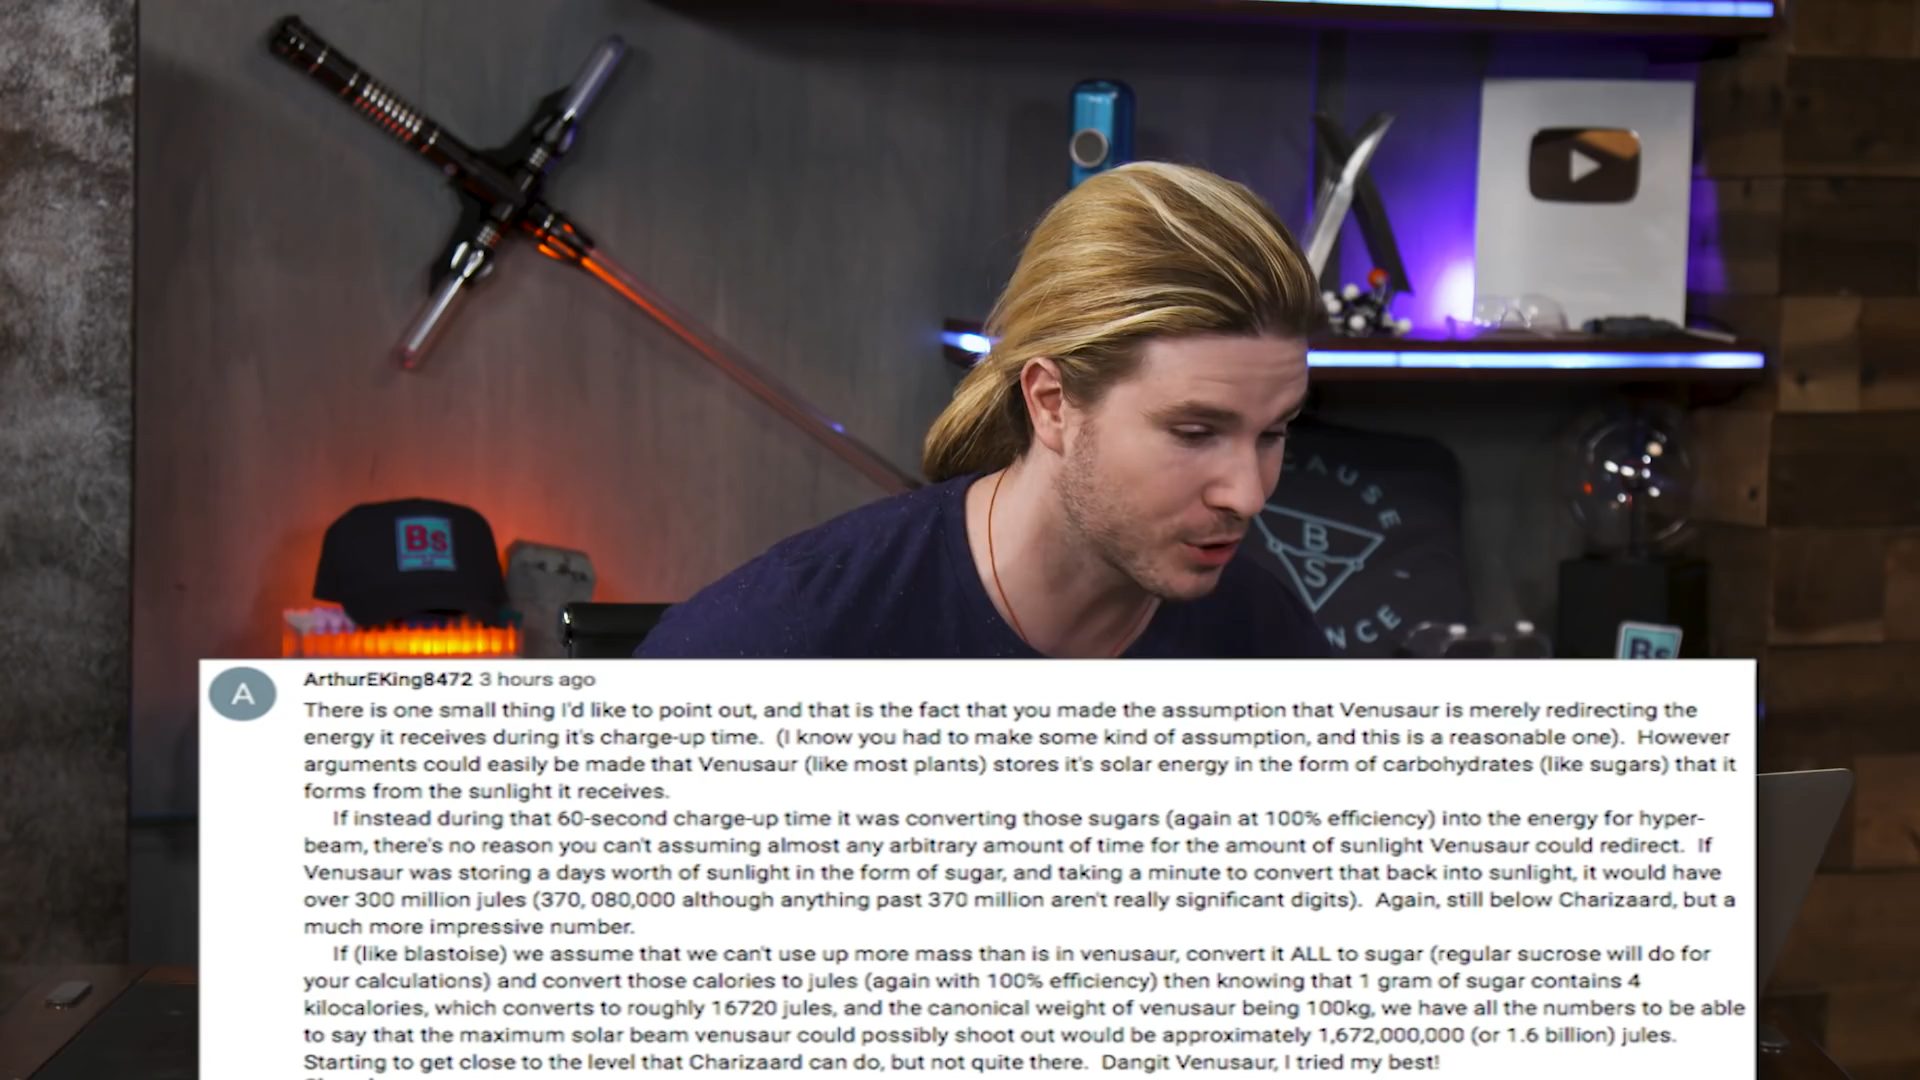 Bs
CAUSE
B
S
NCE
Bs
A
ArthurEKing8472 3 hours ago
There is one small thing I'd like to point out, and that is the fact that you made the assumption that Venusaur is merely redirecting the
energy it receives during it's charge-up time. (I know you had to make some kind of assumption, and this is a reasonable one). However
arguments could easily be made that Venusaur (like most plants) stores it's solar energy in the form of carbohydrates (like sugars) that it
forms from the sunlight it receives.
If instead during that 60-second charge-up time it was converting those sugars (again at 100% efficiency) into the energy for hyper-
beam, there's no reason you can't assuming almost any arbitrary amount of time for the amount of sunlight Venusaur could redirect. If
Venusaur was storing a days worth of sunlight in the form of sugar, and taking a minute to convert that back into sunlight, it would have
over 300 million jules (370, 080,000 although anything past 370 million aren't really significant digits). Again, still below Charizaard, but a
much more impressive number.
If (like blastoise) we assume that we can't use up more mass than is in venusaur, convert it ALL to sugar (regular sucrose will do for
your calculations) and convert those calories to jules (again with 100% efficiency) then knowing that 1 gram of sugar contains 4
kilocalories, which converts to roughly 16720 jules, and the canonical weight of venusaur being 100kg, we have all the numbers to be able
to say that the maximum solar beam venusaur could possibly shoot out would be approximately 1,672,000,000 (or 1.6 billion) jules.
Starting to get close to the level that Charizaard can do, but not quite there. Dangit Venusaur, I tried my best!